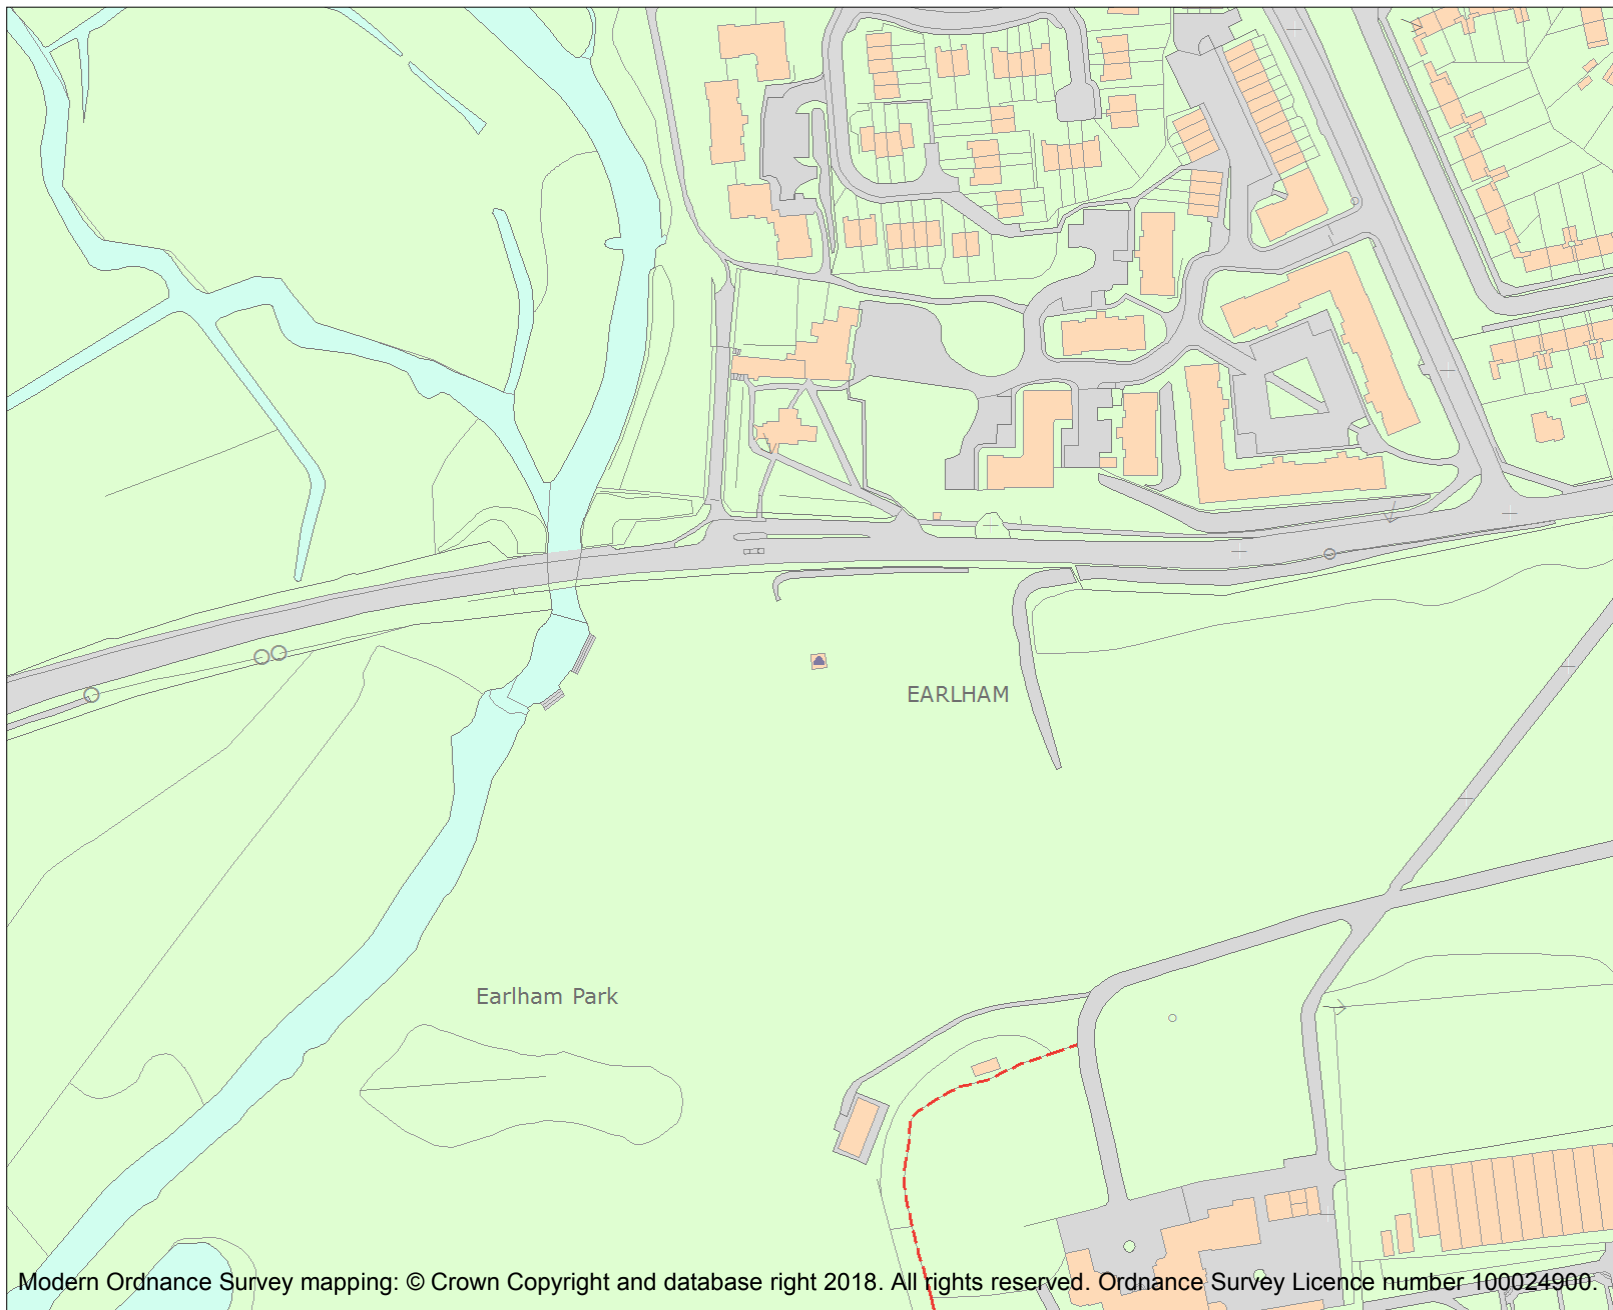 EARLHAM
Earlham Park
Modern Ordnance Survey mapping: © Crown Copyright and database right 2018. All rights reserved. Ordnance Survey Licence number 100024900.